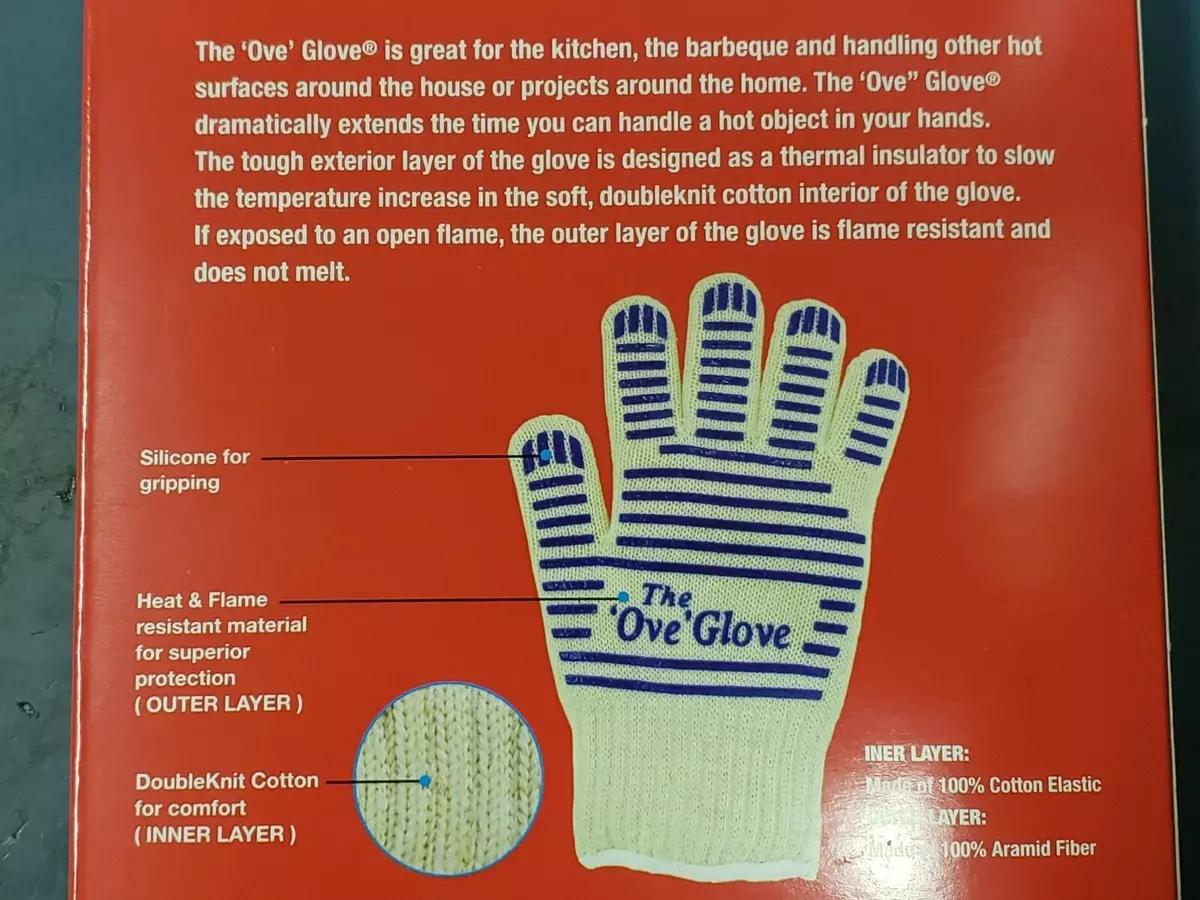 The ‘Ove’ Glove® is great for the kitchen, the barbeque and handling other hot
surfaces around the house or projects around the home. The ‘Ove” Glove®
dramatically extends the time you can handle a hot object in your hands.
The tough exterior layer of the glove is designed as a thermal insulator to slow
the temperature increase in the soft, doubleknit cotton interior of the glove.
If exposed to an open flame, the outer layer of the glove is flame resistant and
does not melt.
Silicone for
gripping
Heat & Flame
resistant material
for superior
protection
( OUTER LAYER )
The
‘Ove’ Glove
DoubleKnit Cotton
for comfort
( INNER LAYER )
INER LAYER:
Made of 100% Cotton Elastic
LAYER:
Made 100% Aramid Fiber